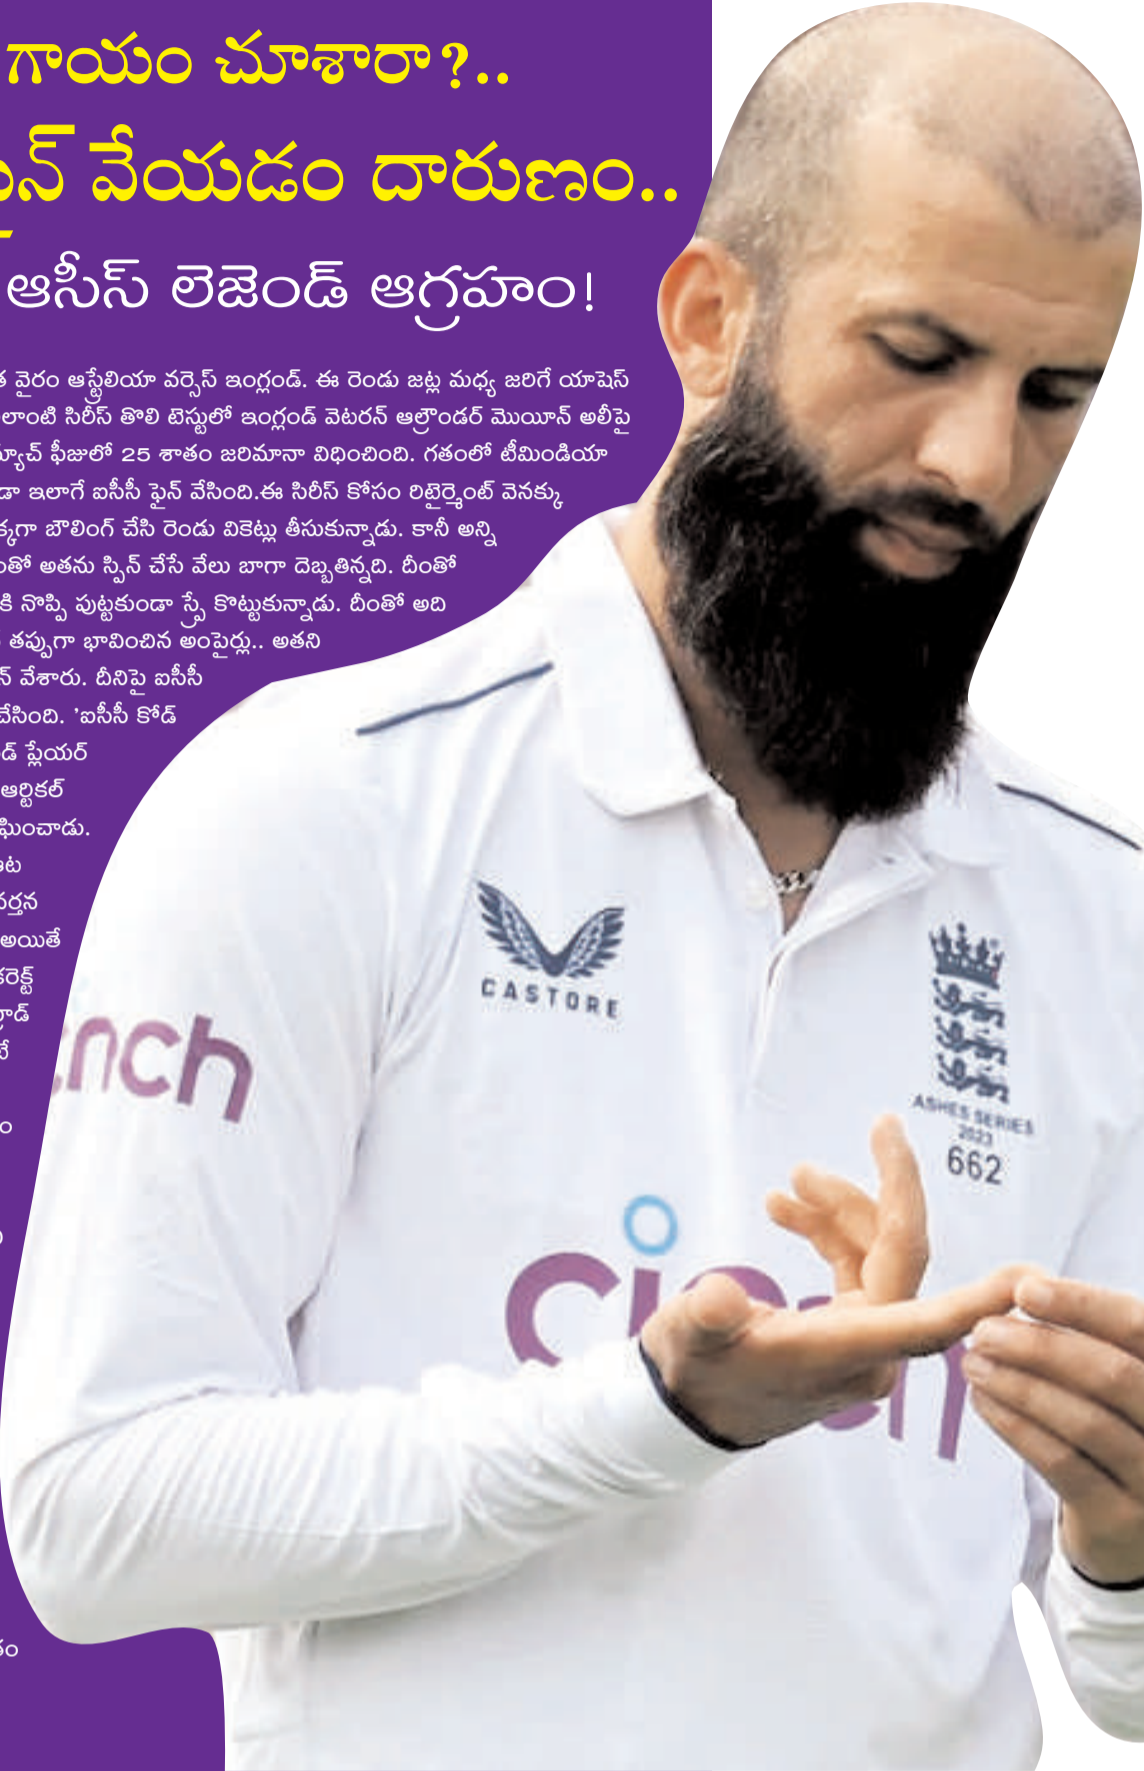 గాయం చూశారా?..
వేయడం దారుణం..
ఆసీస్ లెజెండ్ ఆగ్రహం!
వైరం ఆస్ట్రేలియా వర్సెస్ ఇంగ్లండ్. ఈ రెండు జట్ల మధ్య జరిగే యాషెస్
లాంటి సిరీస్ తొలి టెస్టులో ఇంగ్లండ్ వెటరన్ ఆల్రౌండర్ మొయీన్ అలీపై
ఫీజులో 25 శాతం జరిమానా విధించింది. గతంలో టీమిండియా
ఇలాగే ఐసీసీ ఫైన్ వేసింది.ఈ సిరీస్ కోసం రిటైర్మెంట్ వెనక్కు
బౌలింగ్ చేసి రెండు వికెట్లు తీసుకున్నాడు. కానీ అన్ని
అతను స్పిన్ చేసే వేలు బాగా దెబ్బతిన్నది. దీంతో
నొప్పి పుట్టకుండా స్ప్రే కొట్టుకున్నాడు. దీంతో అది
తప్పుగా భావించిన అంపైర్లు.. అతని
వేశారు. దీనిపై ఐసీసీ
చేసింది. 'ఐసీసీ కోడ్
ప్లేయర్
ఆర్టికల్
అయితే
CASTORE
ASHES SERIES
2023
662
cinch